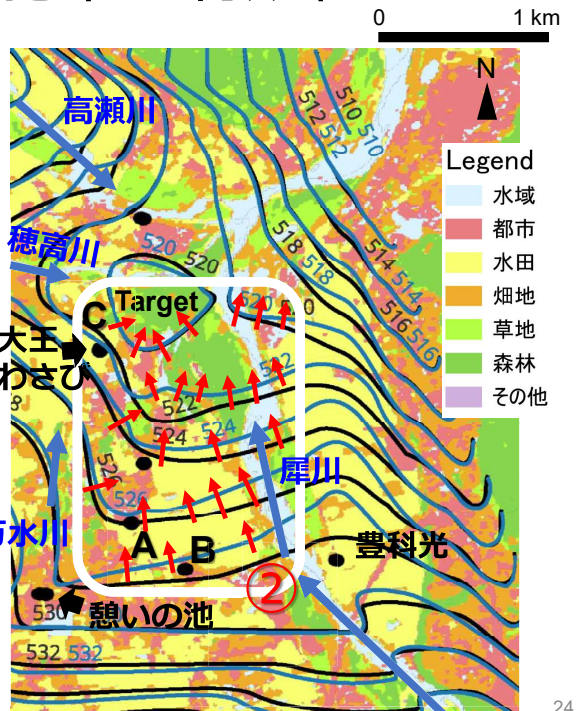 0 1 km
高瀬川
N
510
512
510
512
Legend
水域
都市
水田
畑地
草地
森林
その他
穂高川
520
520
518
518
514
514
516
516
Target
520
520
C
大王
わさび
522
522
524
524
526
526
犀川
水川
A
B
豊科光
②
530
憩いの池
532 532
24